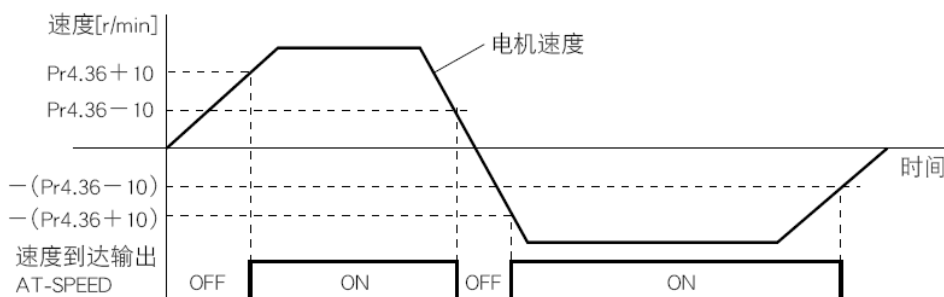 速度[r/min]
电机速度
Pr4.36+10
Pr4.36-10
时间
-(Pr4.36-10)
-(Pr4.36+10)
速度到达输出
AT-SPEED OFF ON OFF ON